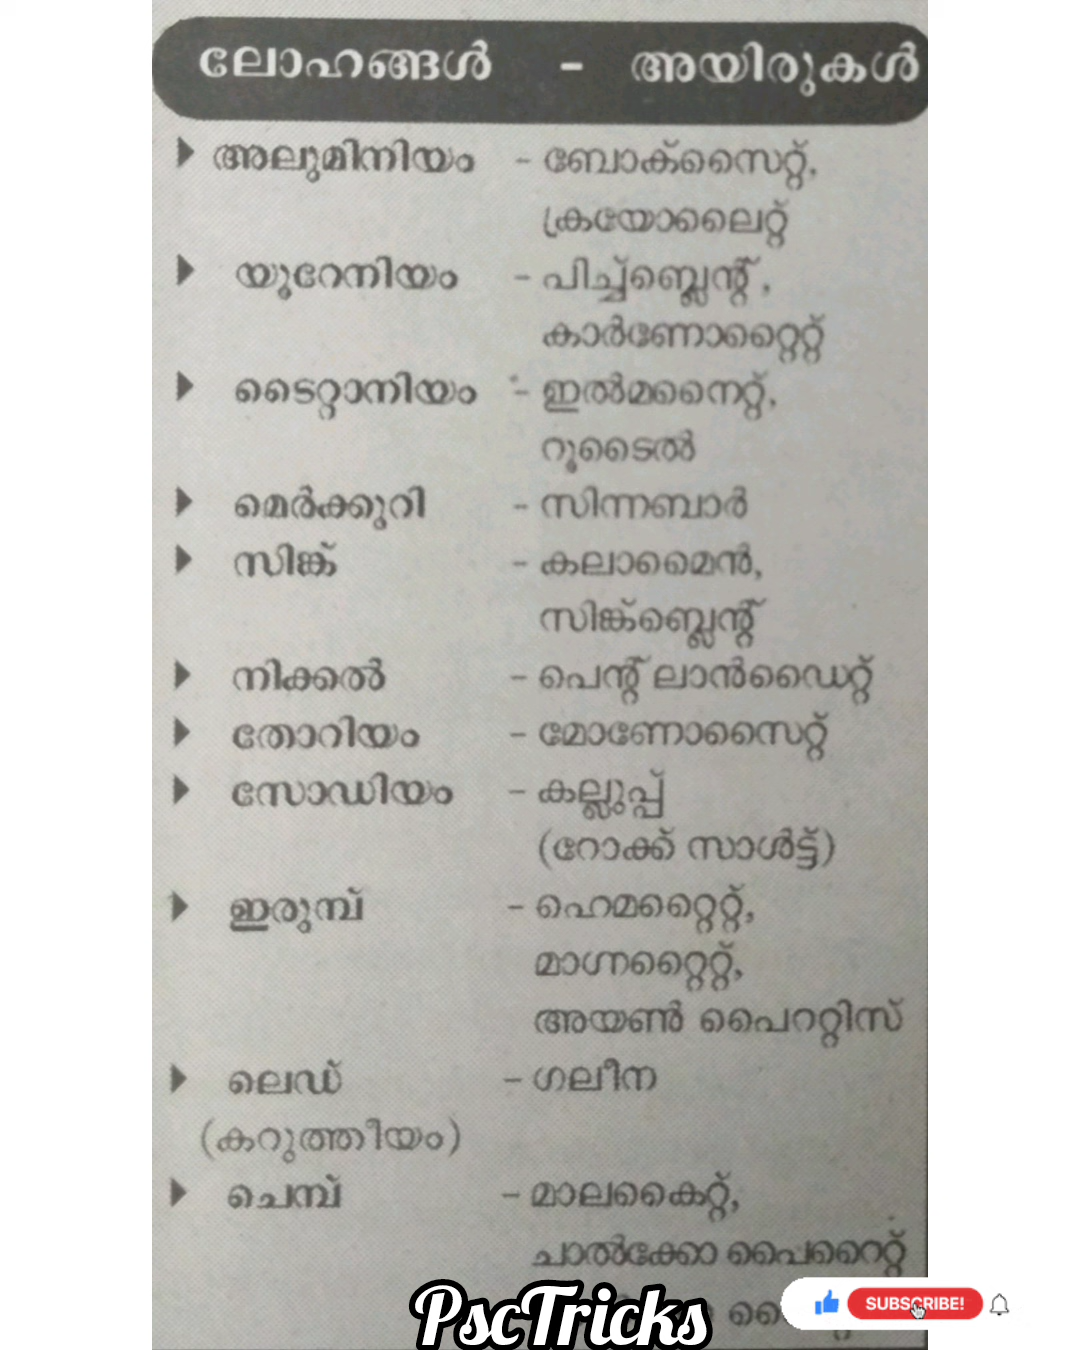 ലോഹങ്ങൾ - അയിരുകൾ
അലുമിനിയം - ബോക്സൈറ്റ്,
ക്രയോലൈറ്റ്
യൂറേനിയം - പിച്ച്ബ്ലെന്റ്,
കാർണോറ്റൈറ്റ്
ടൈറ്റാനിയം - ഇൽമനൈറ്റ്,
റൂടൈൽ
മെർക്കുറി - സിന്നബാർ
സിങ്ക് - കലാമൈൻ,
സിങ്ക്ബ്ലെന്റ്
നിക്കൽ - പെന്റ് ലാൻഡൈറ്റ്
തോറിയം - മോണോസൈറ്റ്
സോഡിയം - കല്ലുപ്പ്
(റോക്ക് സാൾട്ട്)
ഇരുമ്പ് - ഹെമറ്റൈറ്റ്,
മാഗ്നറ്റൈറ്റ്,
അയൺ പൈററ്റിസ്
ലെഡ് - ഗലീന
(കറുത്തീയം)
ചെമ്പ് - മാലകൈറ്റ്,
ചാൽക്കോ പൈറൈറ്റ്
PscTricks
SUBSCRIBE!